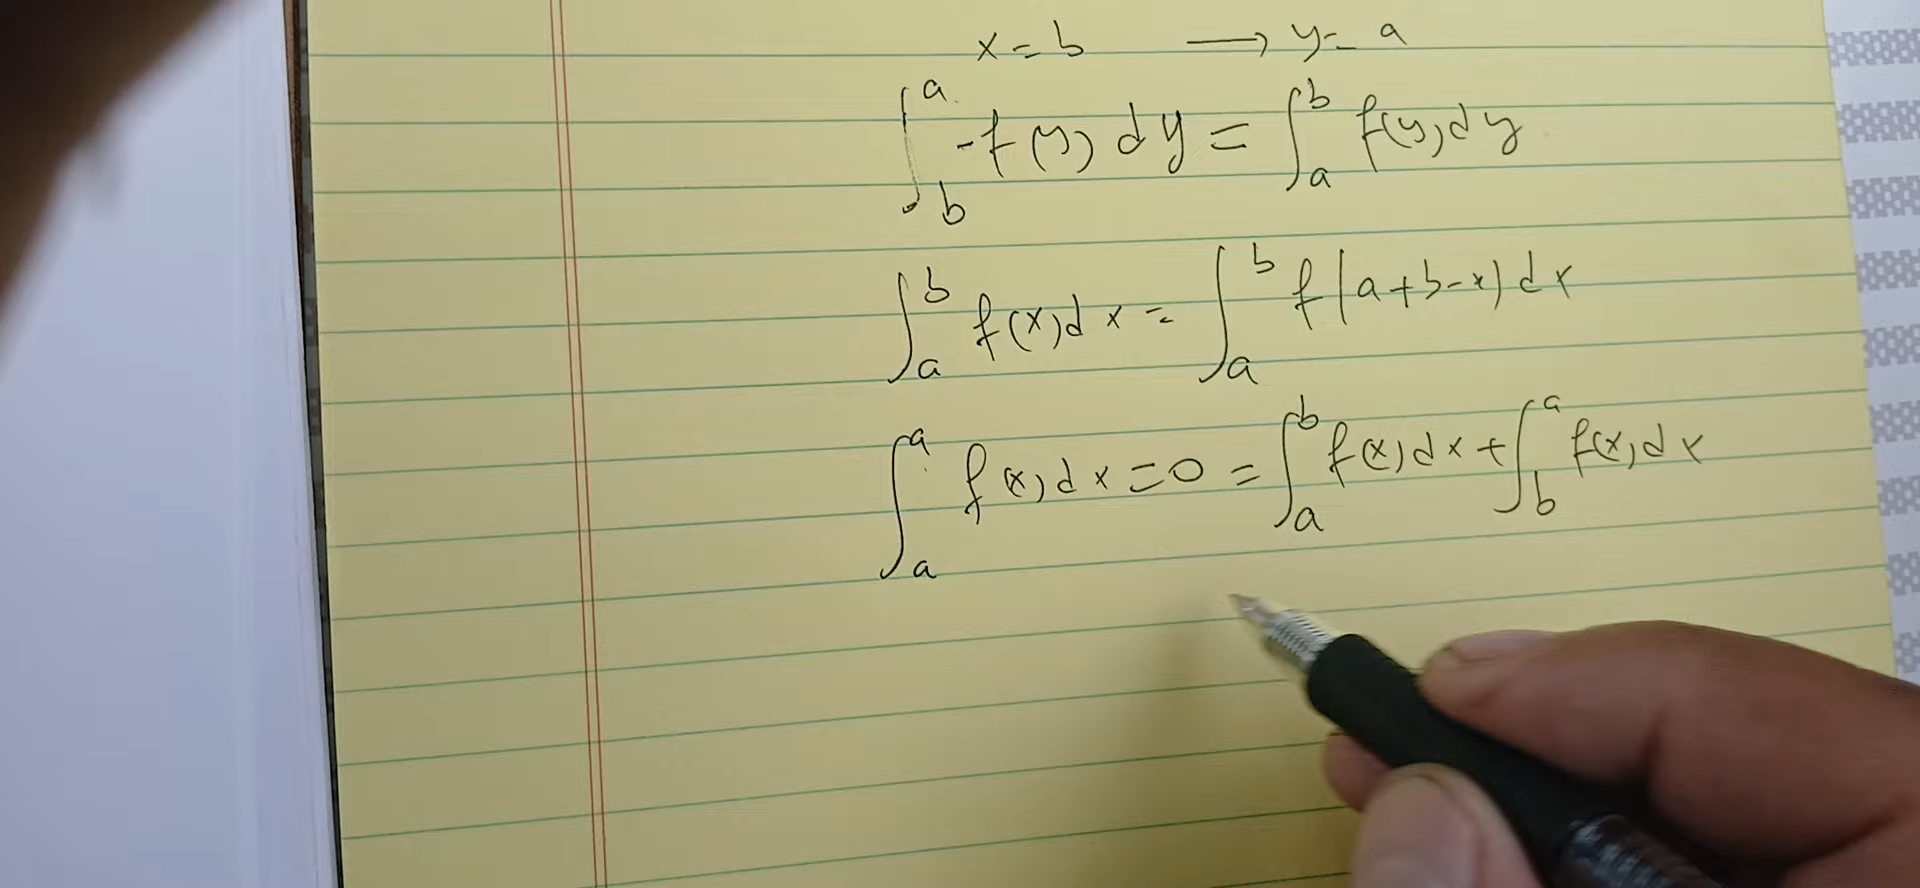 x = b → y = a
∫_b^a -f(y) dy = ∫_a^b f(y) dy
∫_a^b f(x) dx = ∫_a^b f(a+b-x) dx
∫_a^a f(x) dx = 0 = ∫_a^b f(x) dx + ∫_b^a f(x) dx